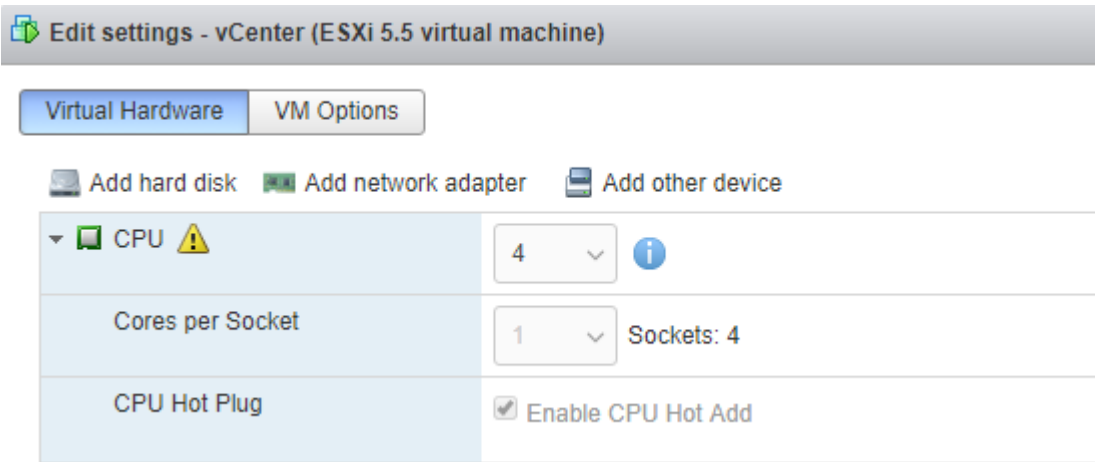 Edit settings - vCenter (ESXi 5.5 virtual machine)
Virtual Hardware VM Options
Add hard disk Add network adapter Add other device
CPU 4
Cores per Socket 1 Sockets: 4
CPU Hot Plug Enable CPU Hot Add